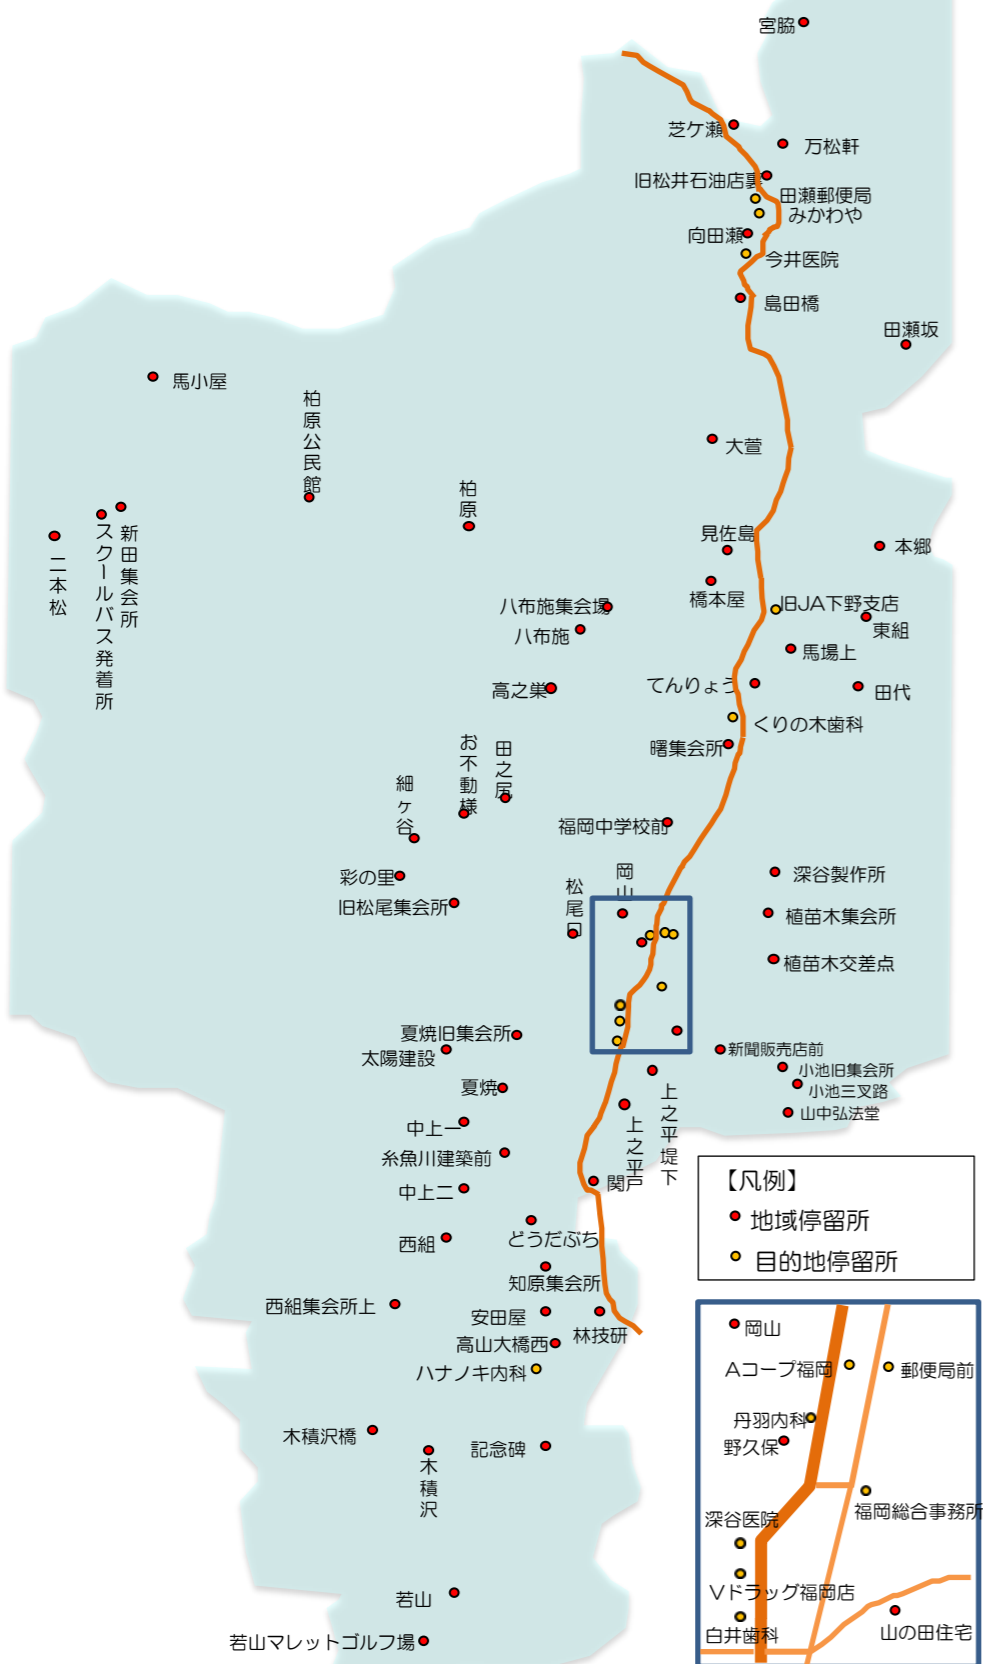 宮脇
芝ケ瀬
万松軒
旧松井石油店裏
田瀬郵便局
みかわや
向田瀬
今井医院
島田橋
田瀬坂
馬小屋
柏原公民館
大萱
柏原
新田集会所
スクールバス発着所
二本松
見佐島
本郷
橋本屋
八布施集会場
旧JA下野支店
東組
八布施
馬場上
てんりょう
高之巣
田代
くりの木歯科
曙集会所
お不動様
田之尻
細ヶ谷
福岡中学校前
彩の里
旧松尾集会所
松尾口
岡山
深谷製作所
植苗木集会所
植苗木交差点
夏焼旧集会所
太陽建設
新聞販売店前
小池旧集会所
小池三叉路
山中弘法堂
夏焼
上之平堤下
上之平
中上一
糸魚川建築前
関戸
中上二
どうだぶち
西組
知原集会所
西組集会所上
安田屋
林技研
高山大橋西
ハナノキ内科
木積沢橋
木積沢
記念碑
若山
若山マレットゴルフ場
【凡例】
地域停留所
目的地停留所
岡山
Aコープ福岡
郵便局前
丹羽内科
野久保
福岡総合事務所
深谷医院
Vドラッグ福岡店
白井歯科
山の田住宅